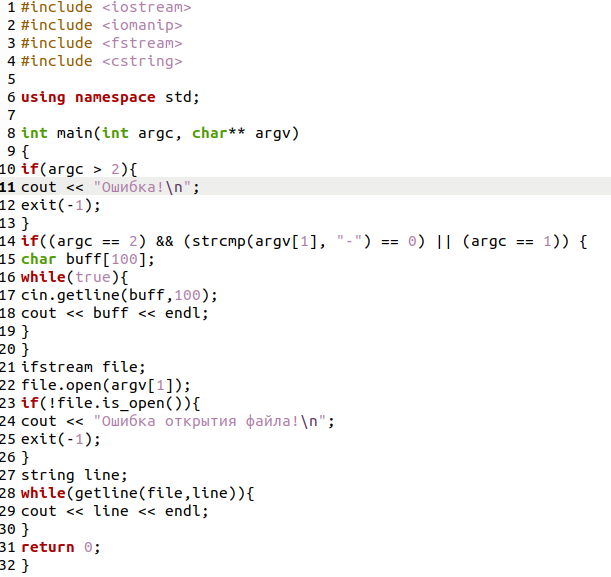 1 #include <iostream>
2 #include <iomanip>
3 #include <fstream>
4 #include <cstring>
5
6 using namespace std;
7
8 int main(int argc, char** argv)
9 {
10 if(argc > 2){
11 cout << "Ошибка!\n";
12 exit(-1);
13 }
14 if((argc == 2) && (strcmp(argv[1], "-") == 0) || (argc == 1)) {
15 char buff[100];
16 while(true){
17 cin.getline(buff,100);
18 cout << buff << endl;
19 }
20 }
21 ifstream file;
22 file.open(argv[1]);
23 if(!file.is_open()){
24 cout << "Ошибка открытия файла!\n";
25 exit(-1);
26 }
27 string line;
28 while(getline(file,line)){
29 cout << line << endl;
30 }
31 return 0;
32 }